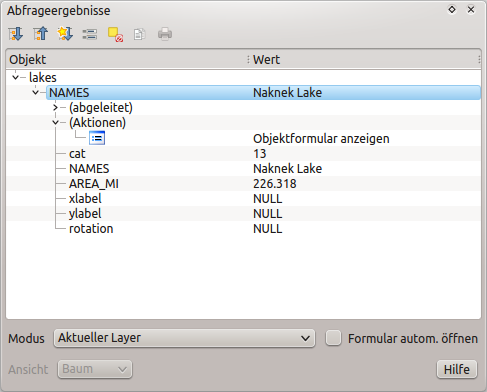 Abfrageergebnisse
Objekt Wert
lakes
NAMES Naknek Lake
(abgeleitet)
(Aktionen)
Objektformular anzeigen
cat 13
NAMES Naknek Lake
AREA_MI 226.318
xlabel NULL
ylabel NULL
rotation NULL
Modus Aktueller Layer Formular autom. öffnen
Ansicht Baum Hilfe